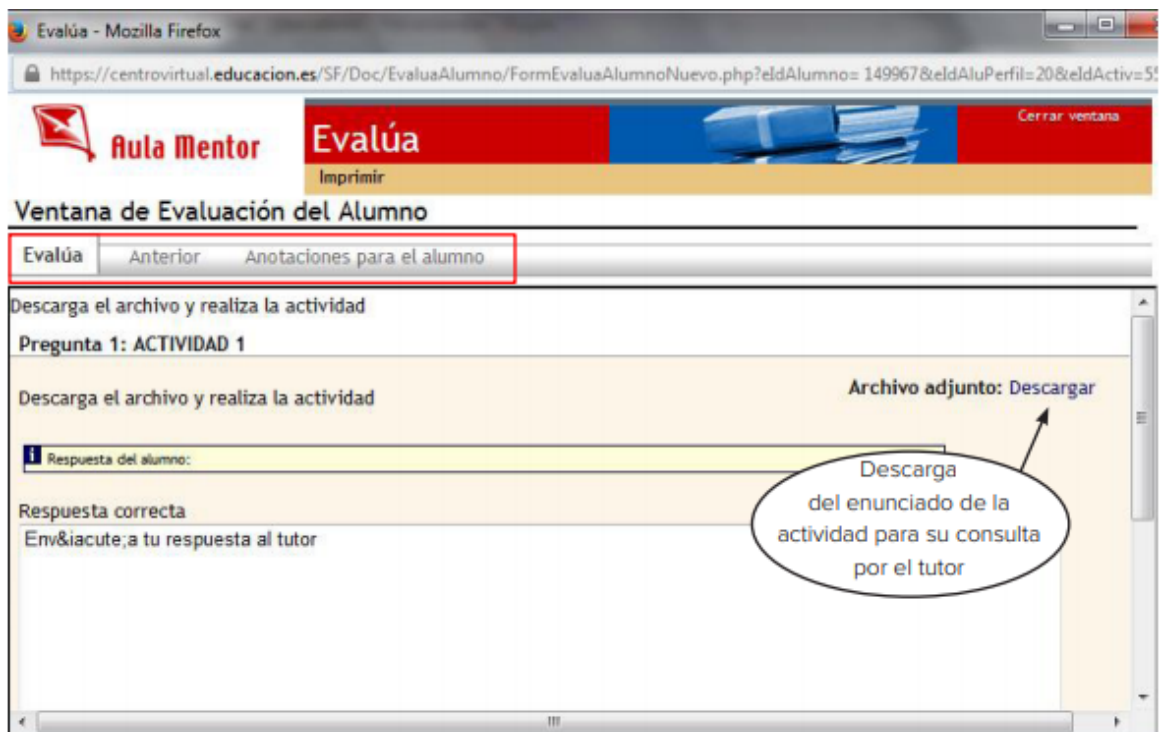 Evalúa - Mozilla Firefox
https://centrovirtual.educacion.es/SF/Doc/EvaluaAlumno/FormEvaluaAlumnoNuevo.php?eIdAlumno= 149967&eIdAluPerfil=20&eIdActiv=55
Aula Mentor
Evalúa
Cerrar ventana
Imprimir
Ventana de Evaluación del Alumno
Evalúa Anterior Anotaciones para el alumno
Descarga el archivo y realiza la actividad
Pregunta 1: ACTIVIDAD 1
Archivo adjunto: Descargar
Descarga el archivo y realiza la actividad
i Respuesta del alumno:
Descarga
del enunciado de la
actividad para su consulta
por el tutor
Respuesta correcta
Env&iacute;a tu respuesta al tutor